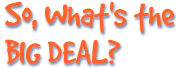 So, What's the
BIG DEAL?